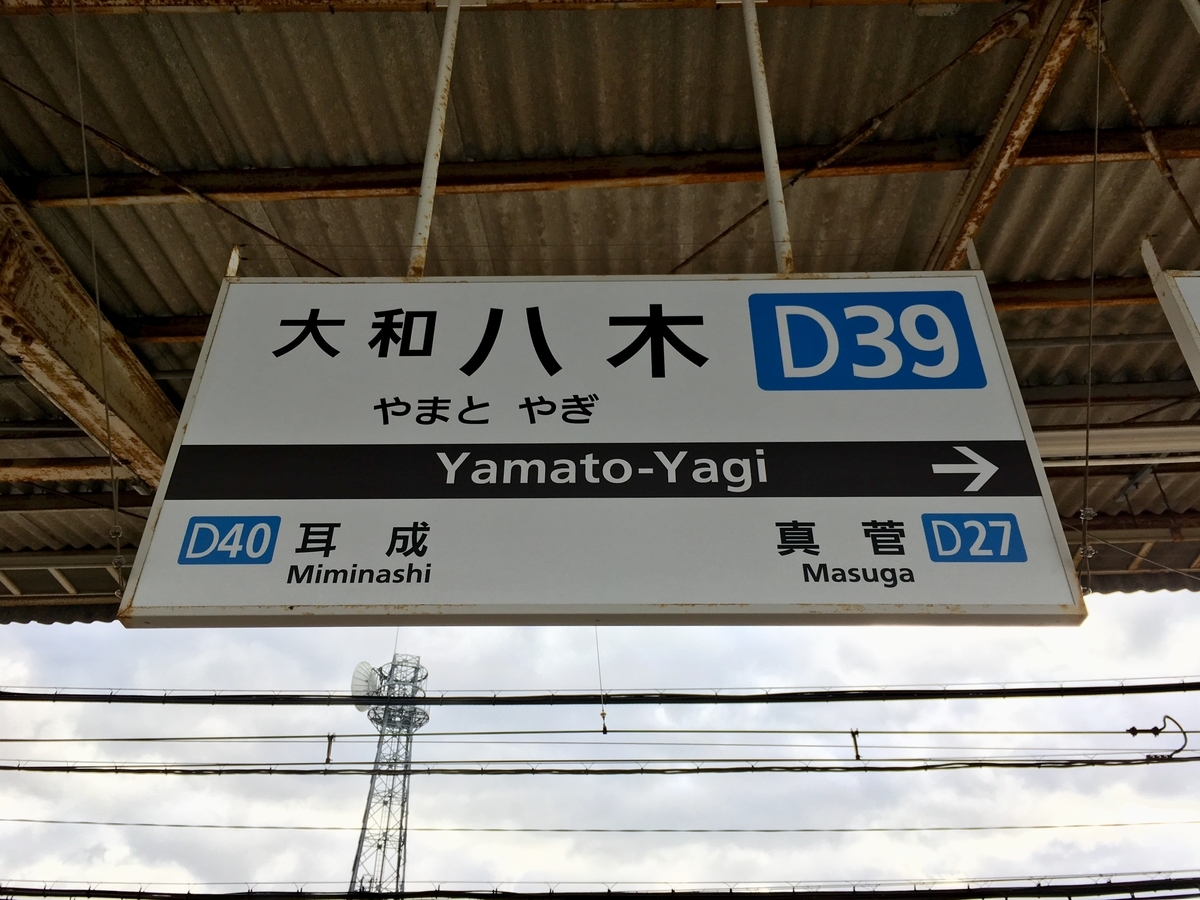 大和八木 D39
やまと やぎ
Yamato-Yagi →
D40 耳成 真菅 D27
Miminashi Masuga